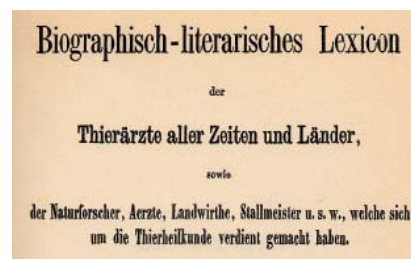 Biographisch-literarisches Lexicon
der
Thierärzte aller Zeiten und Länder,
sowie
der Naturforscher, Aerzte, Landwirthe, Stallmeister u. s. w., welche sich
um die Thierheilkunde verdient gemacht haben.